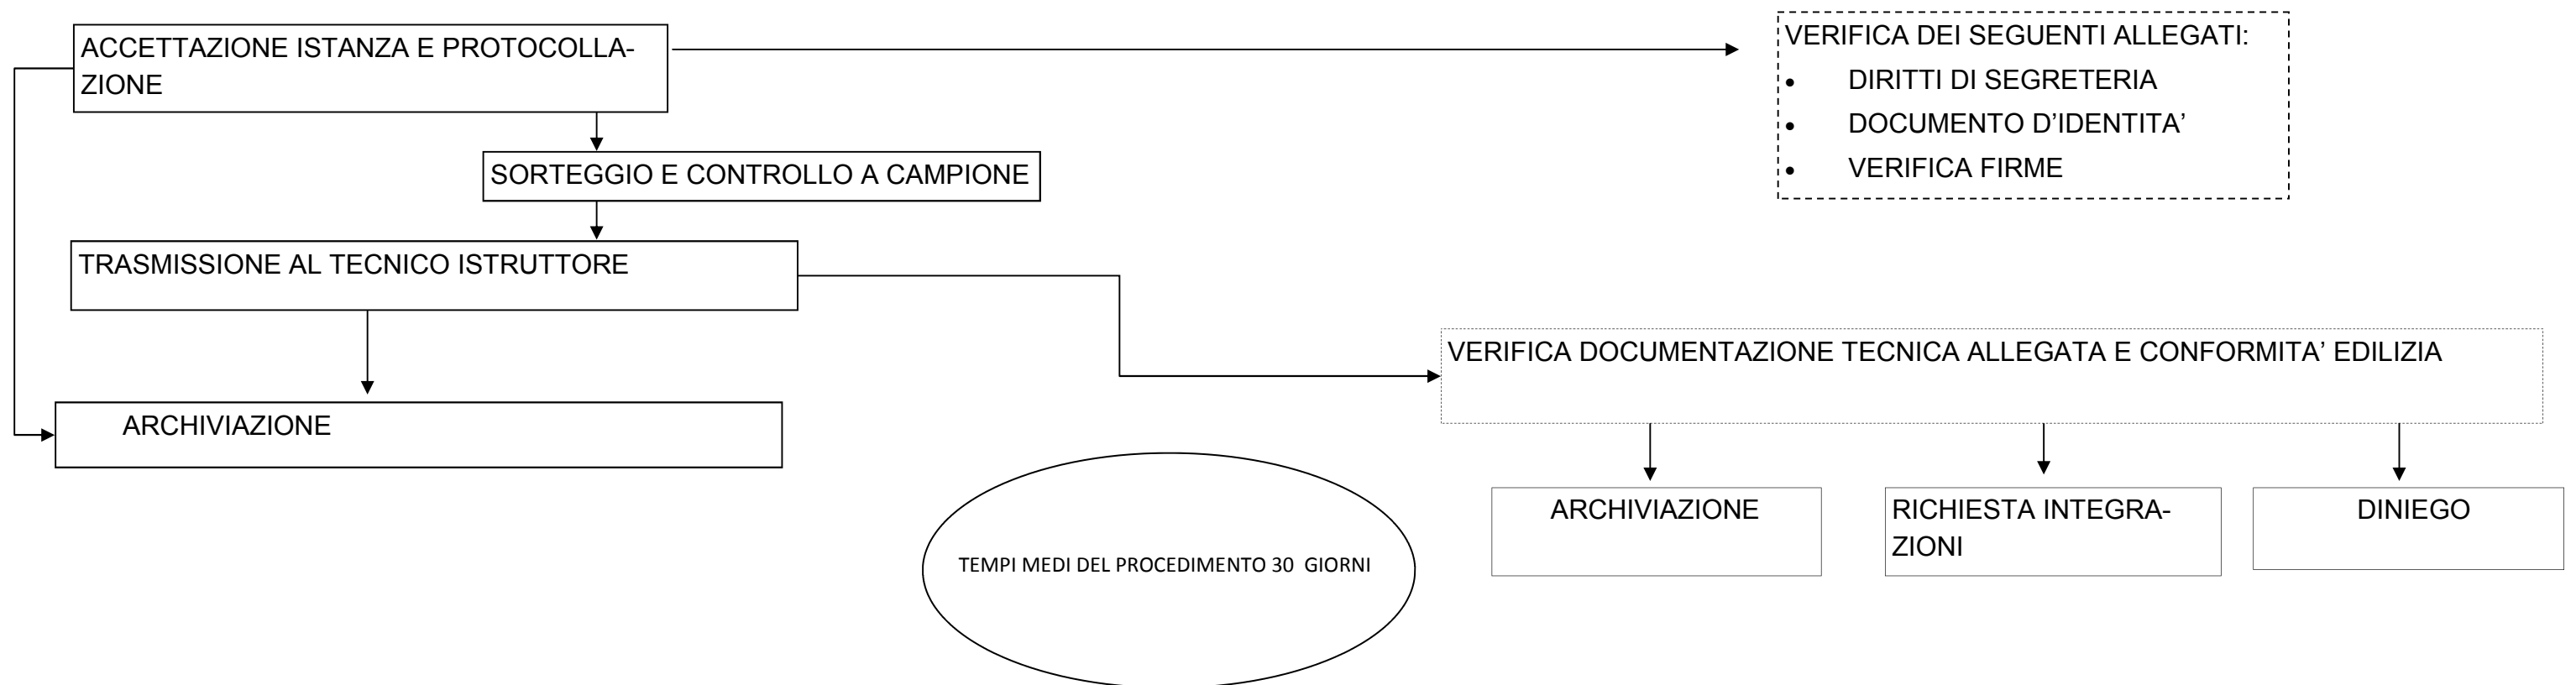 ACCETTAZIONE ISTANZA E PROTOCOLLA-
ZIONE
VERIFICA DEI SEGUENTI ALLEGATI:
• DIRITTI DI SEGRETERIA
• DOCUMENTO D’IDENTITA’
• VERIFICA FIRME
SORTEGGIO E CONTROLLO A CAMPIONE
TRASMISSIONE AL TECNICO ISTRUTTORE
VERIFICA DOCUMENTAZIONE TECNICA ALLEGATA E CONFORMITA’ EDILIZIA
ARCHIVIAZIONE
ARCHIVIAZIONE
RICHIESTA INTEGRA-
ZIONI
DINIEGO
TEMPI MEDI DEL PROCEDIMENTO 30 GIORNI